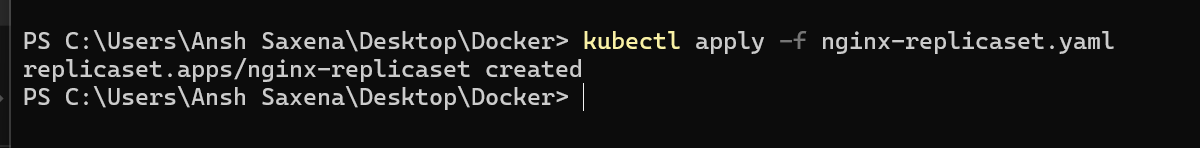 PS C:\Users\Ansh Saxena\Desktop\Docker> kubectl apply -f nginx-replicaset.yaml
replicaset.apps/nginx-replicaset created
PS C:\Users\Ansh Saxena\Desktop\Docker>